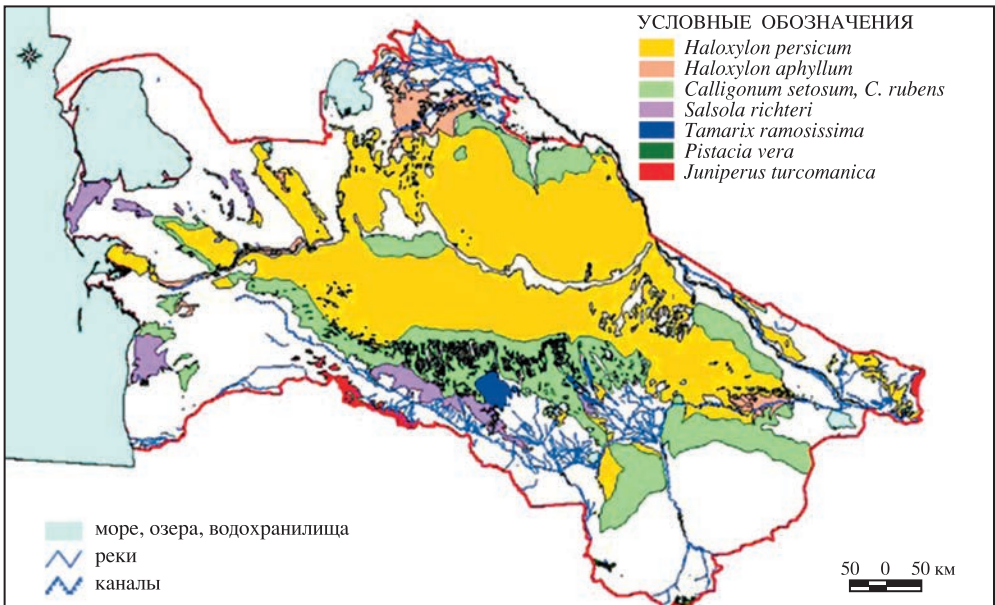 УСЛОВНЫЕ ОБОЗНАЧЕНИЯ
Haloxylon persicum
Haloxylon aphyllum
Calligonum setosum, C. rubens
Salsola richteri
Tamarix ramosissima
Pistacia vera
Juniperus turcomanica
море, озера, водохранилища
реки
каналы
50 0 50 км